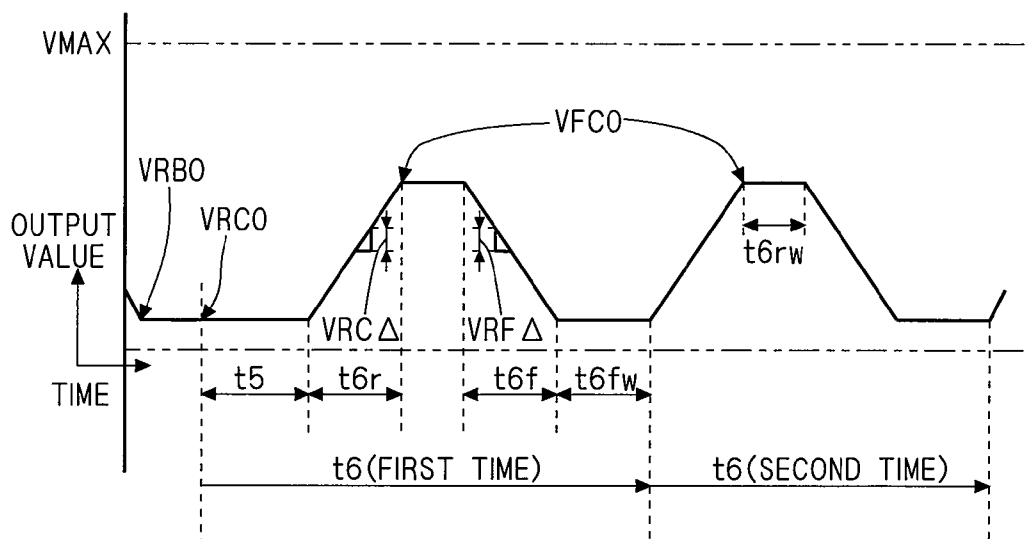 VMAX
VFC0
VRB0
VRC0
OUTPUT
VALUE
t6rw
VRCΔ
VRFΔ
TIME
t5
t6r
t6f
t6fw
t6(FIRST TIME)
t6(SECOND TIME)